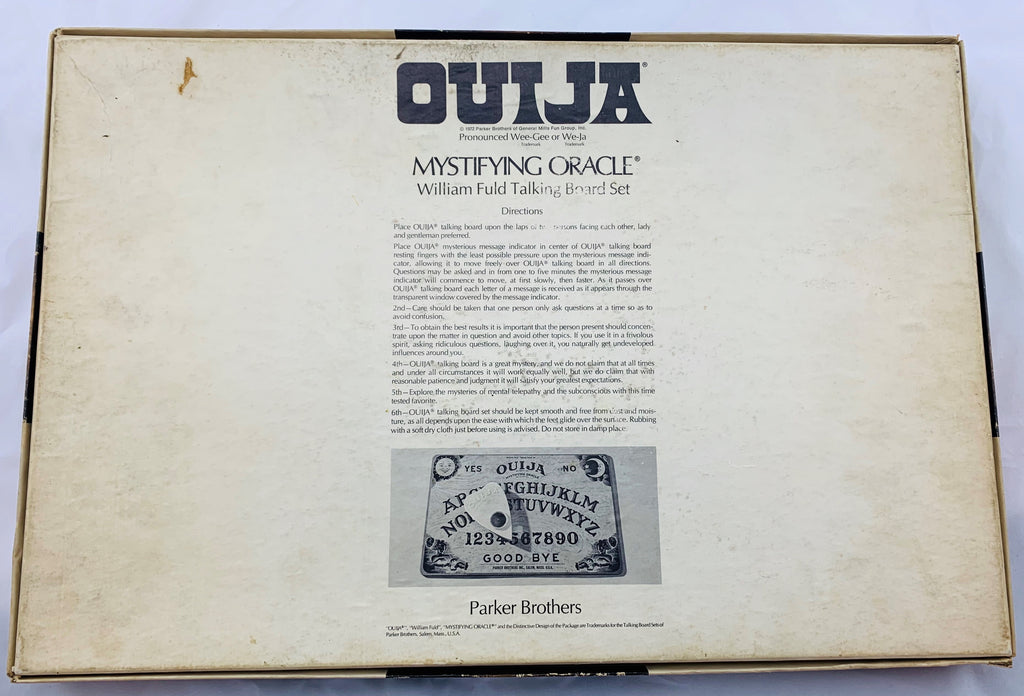 OUIJA®
© 1972 Parker Brothers of General Mills Fun Group, Inc.
Pronounced Wee-Gee or We-Ja
Trademark Trademark
MYSTIFYING ORACLE®
William Fuld Talking Board Set
Directions
Place OUIJA® talking board upon the laps of persons facing each other, lady
and gentleman preferred.
Place OUIJA® mysterious message indicator in center of OUIJA® talking board
resting fingers with the least possible pressure upon the mysterious message indi-
cator, allowing it to move freely over OUIJA® talking board in all directions.
Questions may be asked and in from one to five minutes the mysterious message
indicator will commence to move, at first slowly, then faster. As it passes over
OUIJA® talking board each letter of a message is received as it appears through the
transparent window covered by the message indicator.
2nd—Care should be taken that one person only ask questions at a time so as to
avoid confusion.
3rd—To obtain the best results it is important that the person present should concen-
trate upon the matter in question and avoid other topics. If you use it in a frivolous
spirit, asking ridiculous questions, laughing over it, you naturally get undeveloped
influences around you.
4th—OUIJA® talking board is a great mystery, and we do not claim that at all times
and under all circumstances it will work equally well, but we do claim that with
reasonable patience and judgment it will satisfy your greatest expectations.
5th—Explore the mysteries of mental telepathy and the subconscious with this time
tested favorite.
6th—OUIJA® talking board set should be kept smooth and free from dust and mois-
ture, as all depends upon the ease with which the feet glide over the surface. Rubbing
with a soft dry cloth just before using is advised. Do not store in damp place.
YES OUIJA NO
MYSTIFYING ORACLE
FGHIJKLM
STUVWXYZ
1234567890
GOOD BYE
PARKER BROTHERS INC., SALEM, MASS. U.S.A.
Parker Brothers
"OUIJA®", "William Fuld", "MYSTIFYING ORACLE®" and the Distinctive Design of the Package are Trademarks for the Talking Board Sets of
Parker Brothers, Salem, Mass., U.S.A.